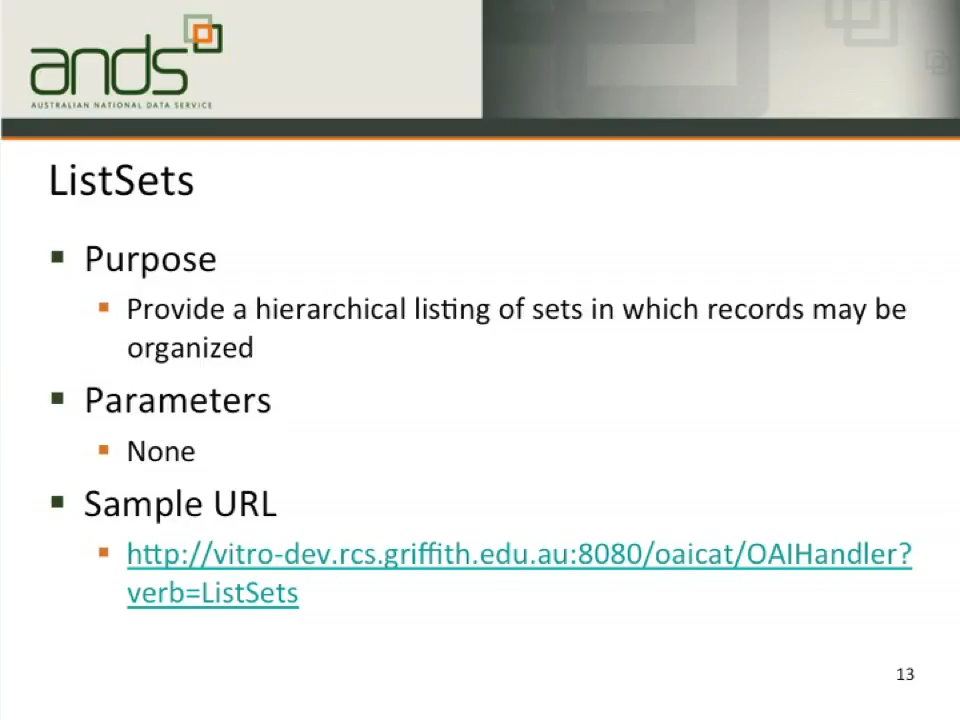 ands
AUSTRALIAN NATIONAL DATA SERVICE
ListSets
Purpose
Provide a hierarchical listing of sets in which records may be
organized
Parameters
None
Sample URL
http://vitro-dev.rcs.griffith.edu.au:8080/oaicat/OAIHandler?
verb=ListSets
13